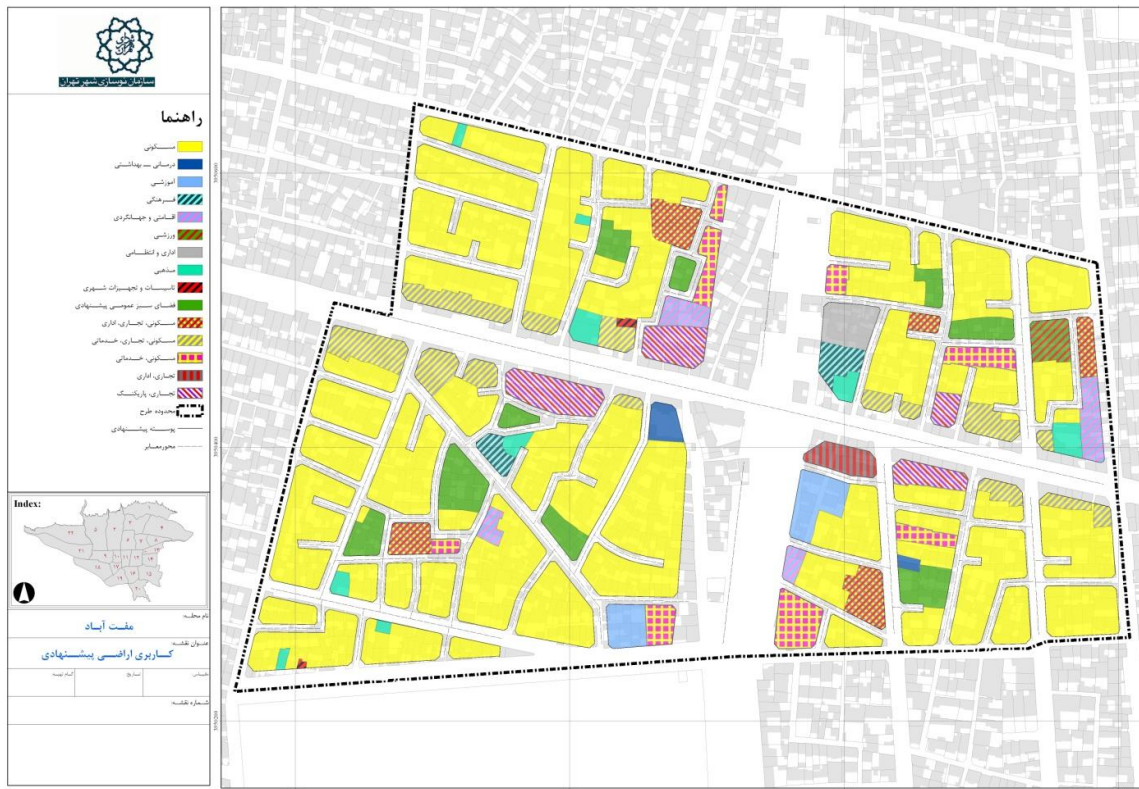 سازمان نوسازی شهر تهران
راهنما
مسکونی
درمانی - بهداشتی
آموزشی
فرهنگی
اقامتی و جهانگردی
ورزشی
اداری و انتظامی
مذهبی
تاسیسات و تجهیزات شهری
فضای سبز عمومی پیشنهادی
مسکونی، تجاری، اداری
مسکونی، تجاری، خدماتی
مسکونی، خدماتی
تجاری، اداری
تجاری، پارکینگ
محدوده طرح
پوسته پیشنهادی
محورمعابر
Index:
نام محله:
مفت آباد
عنوان نقشه:
کاربری اراضی پیشنهادی
تاریخ:
شماره نقشه: